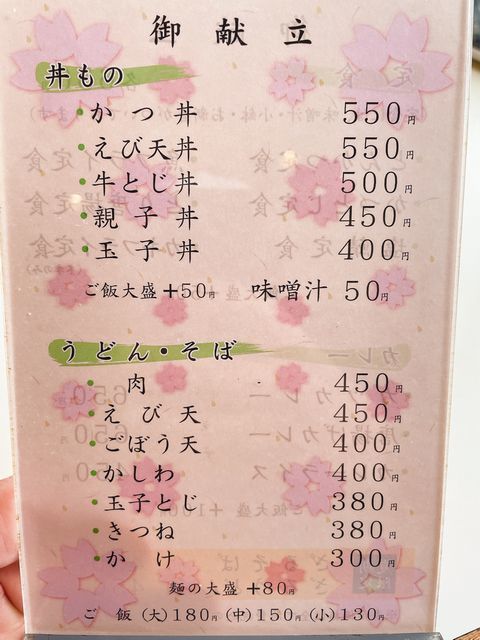 御献立
丼もの
・かつ丼 550円
・えび天丼 550円
・牛とじ丼 500円
・親子丼 450円
・玉子丼 400円
ご飯大盛＋50円 味噌汁 50円
うどん・そば
・肉 450円
・えび天 450円
・ごぼう天 400円
・かしわ 400円
・玉子とじ 380円
・きつね 380円
・かけ 300円
麺の大盛＋80円
ご飯(大)180円(中)150円(小)130円